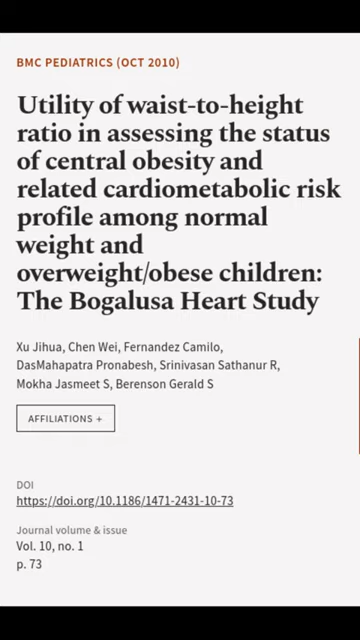 BMC PEDIATRICS (OCT 2010)
Utility of waist-to-height
ratio in assessing the status
of central obesity and
related cardiometabolic risk
profile among normal
weight and
overweight/obese children:
The Bogalusa Heart Study
Xu Jihua, Chen Wei, Fernandez Camilo,
DasMahapatra Pronabesh, Srinivasan Sathanur R,
Mokha Jasmeet S, Berenson Gerald S
AFFILIATIONS +
DOI
https://doi.org/10.1186/1471-2431-10-73
Journal volume & issue
Vol. 10, no. 1
p. 73